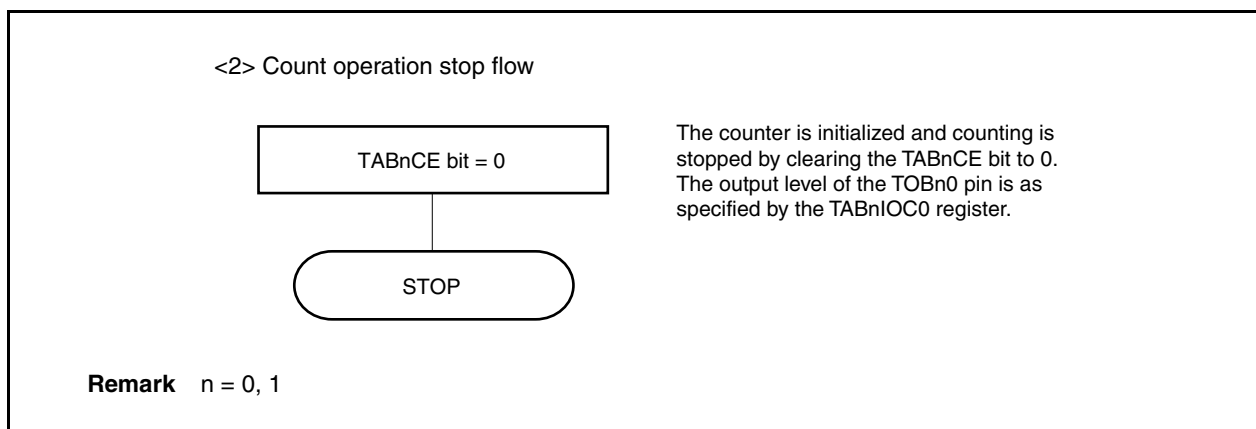 <2> Count operation stop flow
TABnCE bit = 0
The counter is initialized and counting is
stopped by clearing the TABnCE bit to 0.
The output level of the TOBn0 pin is as
specified by the TABnIOC0 register.
STOP
Remark n = 0, 1